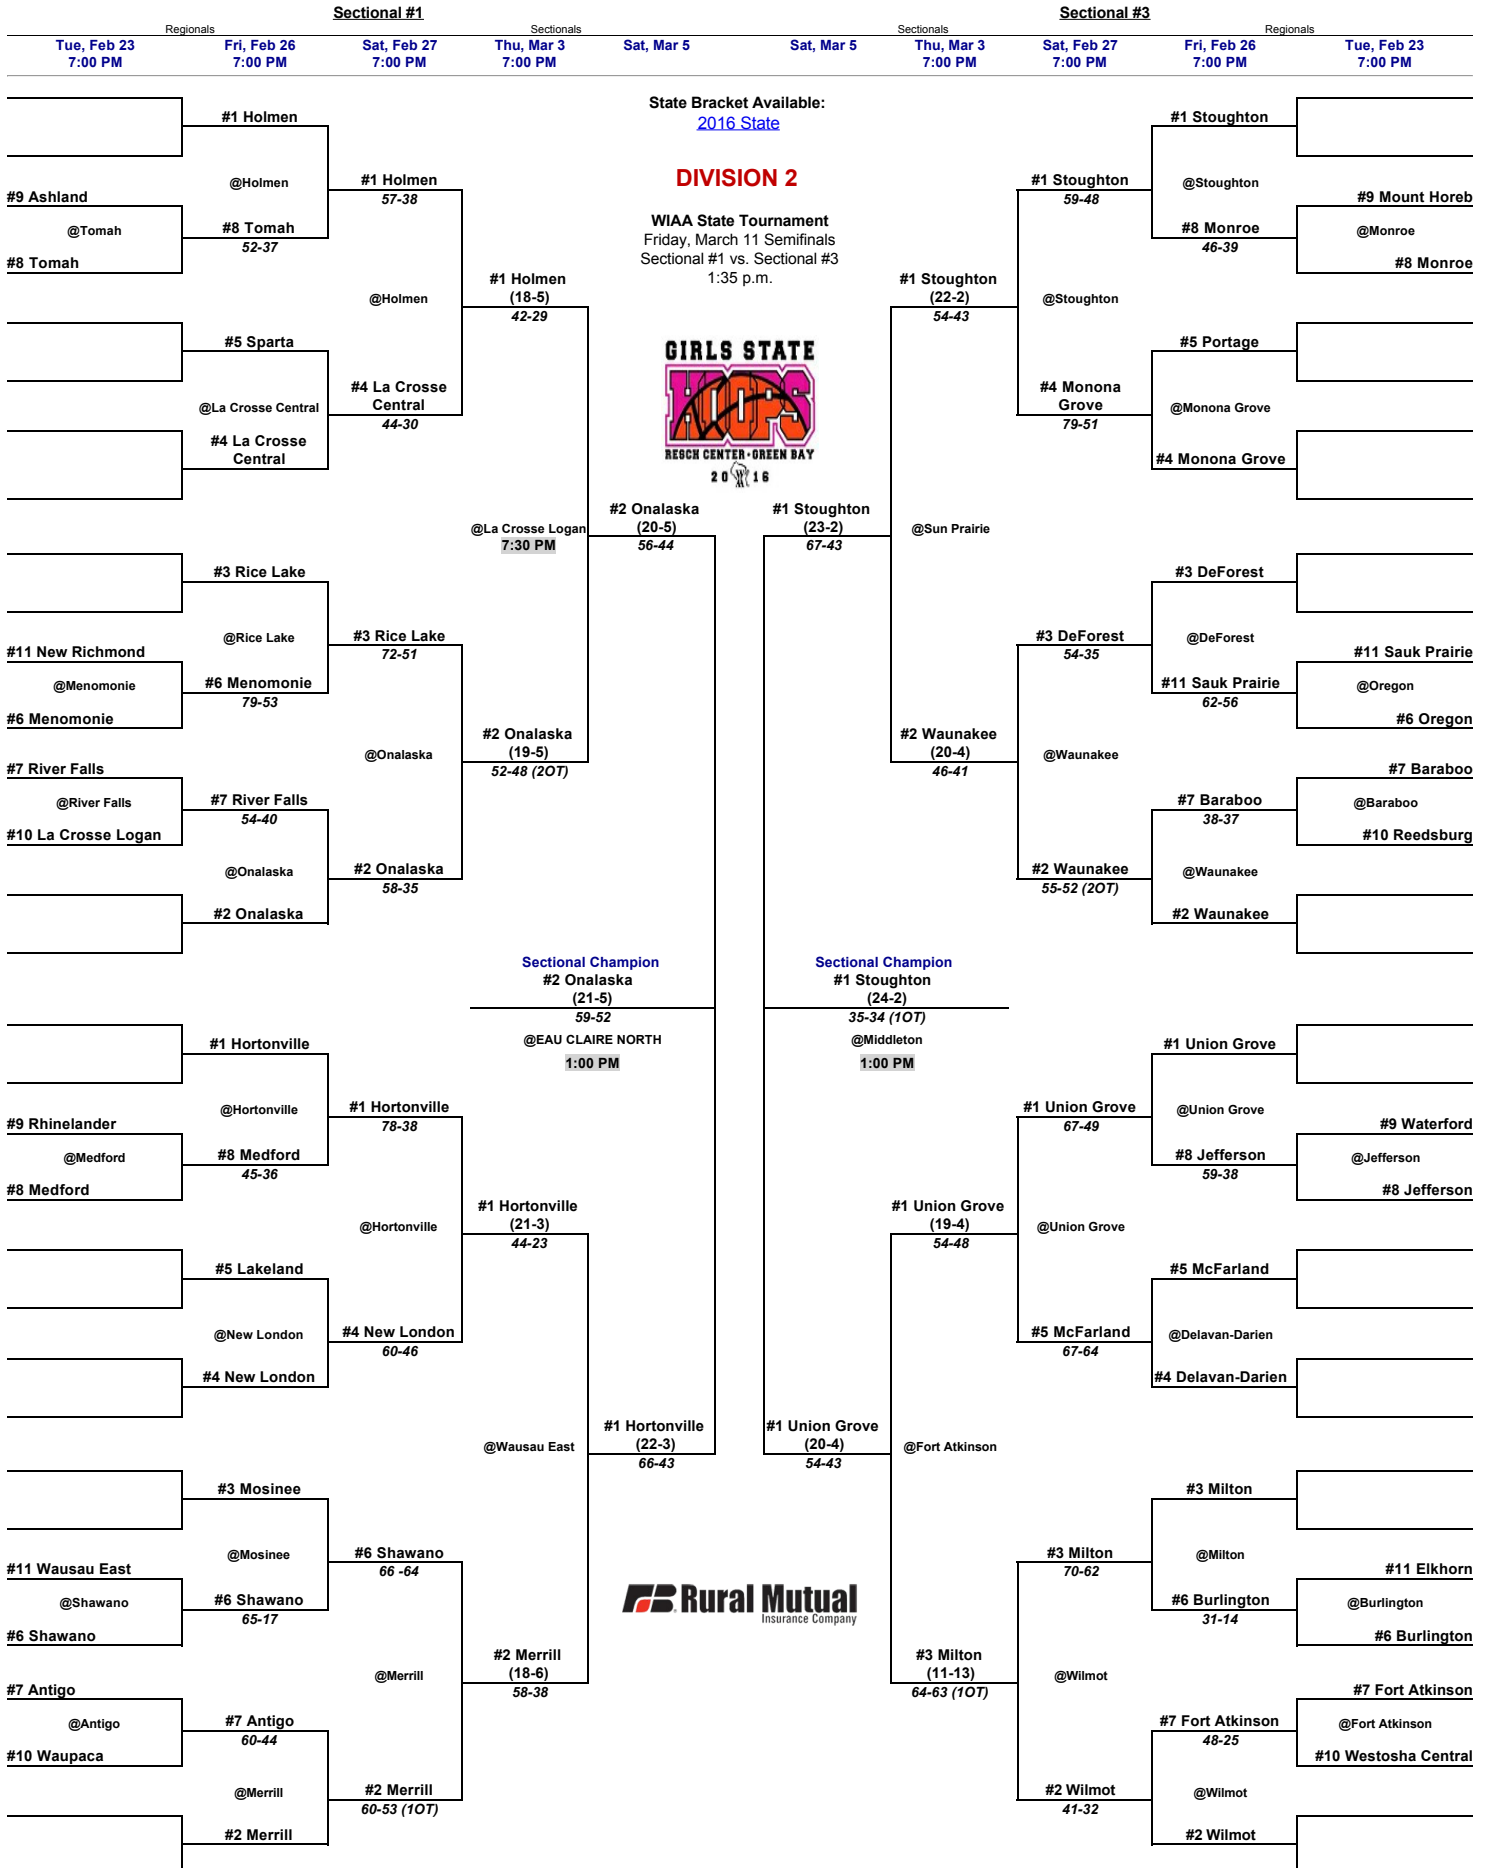 Sectional #1
Sectional #3
Regionals
Sectionals
Sectionals
Regionals
Tue, Feb 23
7:00 PM
Fri, Feb 26
7:00 PM
Sat, Feb 27
7:00 PM
Thu, Mar 3
7:00 PM
Sat, Mar 5
Sat, Mar 5
Thu, Mar 3
7:00 PM
Sat, Feb 27
7:00 PM
Fri, Feb 26
7:00 PM
Tue, Feb 23
7:00 PM
State Bracket Available:
2016 State
DIVISION 2
WIAA State Tournament
Friday, March 11 Semifinals
Sectional #1 vs. Sectional #3
1:35 p.m.
GIRLS STATE
HOOPS
RESCH CENTER • GREEN BAY
2016
#9 Ashland
@Tomah
#8 Tomah
#11 New Richmond
@Menomonie
#6 Menomonie
#7 River Falls
@River Falls
#10 La Crosse Logan
#9 Rhinelander
@Medford
#8 Medford
#11 Wausau East
@Shawano
#6 Shawano
#7 Antigo
@Antigo
#10 Waupaca
#1 Holmen
@Holmen
#8 Tomah
52-37
#5 Sparta
@La Crosse Central
#4 La Crosse
Central
#3 Rice Lake
@Rice Lake
#6 Menomonie
79-53
#7 River Falls
54-40
@Onalaska
#2 Onalaska
#1 Hortonville
@Hortonville
#8 Medford
45-36
#5 Lakeland
@New London
#4 New London
#3 Mosinee
@Mosinee
#6 Shawano
65-17
#7 Antigo
60-44
@Merrill
#2 Merrill
#1 Holmen
57-38
@Holmen
#4 La Crosse
Central
44-30
#3 Rice Lake
72-51
@Onalaska
#2 Onalaska
58-35
#1 Hortonville
78-38
@Hortonville
#4 New London
60-46
#6 Shawano
66 -64
@Merrill
#2 Merrill
60-53 (1OT)
#1 Holmen
(18-5)
42-29
@La Crosse Logan
7:30 PM
#2 Onalaska
(19-5)
52-48 (2OT)
#1 Hortonville
(21-3)
44-23
@Wausau East
#2 Merrill
(18-6)
58-38
#2 Onalaska
(20-5)
56-44
Sectional Champion
#2 Onalaska
(21-5)
59-52
@EAU CLAIRE NORTH
1:00 PM
#1 Hortonville
(22-3)
66-43
#1 Stoughton
(23-2)
67-43
Sectional Champion
#1 Stoughton
(24-2)
35-34 (1OT)
@Middleton
1:00 PM
#1 Union Grove
(20-4)
54-43
Rural Mutual
Insurance Company
#1 Stoughton
(22-2)
54-43
@Sun Prairie
#2 Waunakee
(20-4)
46-41
#1 Union Grove
(19-4)
54-48
@Fort Atkinson
#3 Milton
(11-13)
64-63 (1OT)
#1 Stoughton
59-48
@Stoughton
#4 Monona
Grove
79-51
#3 DeForest
54-35
@Waunakee
#2 Waunakee
55-52 (2OT)
#1 Union Grove
67-49
@Union Grove
#5 McFarland
67-64
#3 Milton
70-62
@Wilmot
#2 Wilmot
41-32
#1 Stoughton
@Stoughton
#8 Monroe
46-39
#5 Portage
@Monona Grove
#4 Monona Grove
#3 DeForest
@DeForest
#11 Sauk Prairie
62-56
#7 Baraboo
38-37
@Waunakee
#2 Waunakee
#1 Union Grove
@Union Grove
#8 Jefferson
59-38
#5 McFarland
@Delavan-Darien
#4 Delavan-Darien
#3 Milton
@Milton
#6 Burlington
31-14
#7 Fort Atkinson
48-25
@Wilmot
#2 Wilmot
#9 Mount Horeb
@Monroe
#8 Monroe
#11 Sauk Prairie
@Oregon
#6 Oregon
#7 Baraboo
@Baraboo
#10 Reedsburg
#9 Waterford
@Jefferson
#8 Jefferson
#11 Elkhorn
@Burlington
#6 Burlington
#7 Fort Atkinson
@Fort Atkinson
#10 Westosha Central